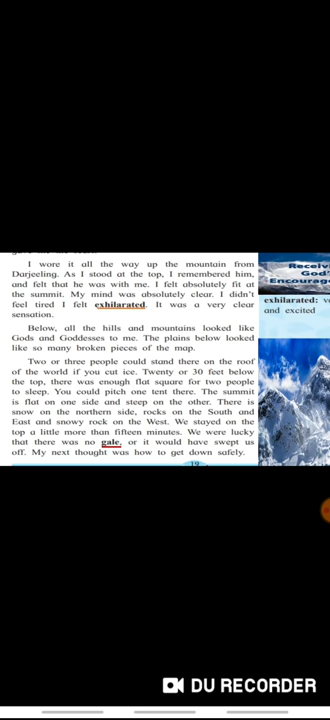 I wore it all the way up the mountain from
Darjeeling. As I stood at the top, I remembered him,
and felt that he was with me. I felt absolutely fit at
the summit. My mind was absolutely clear. I didn't
feel tired I felt exhilarated. It was a very clear
sensation.
Below, all the hills and mountains looked like
Gods and Goddesses to me. The plains below looked
like so many broken pieces of the map.
Two or three people could stand there on the roof
of the world if you cut ice. Twenty or 30 feet below
the top, there was enough flat square for two people
to sleep. You could pitch one tent there. The summit
is flat on one side and steep on the other. There is
snow on the northern side, rocks on the South and
East and snowy rock on the West. We stayed on the
top a little more than fifteen minutes. We were lucky
that there was no gale, or it would have swept us
off. My next thought was how to get down safely.
19
Receiv
God'
Encourag
exhilarated: v
and excited
DU RECORDER